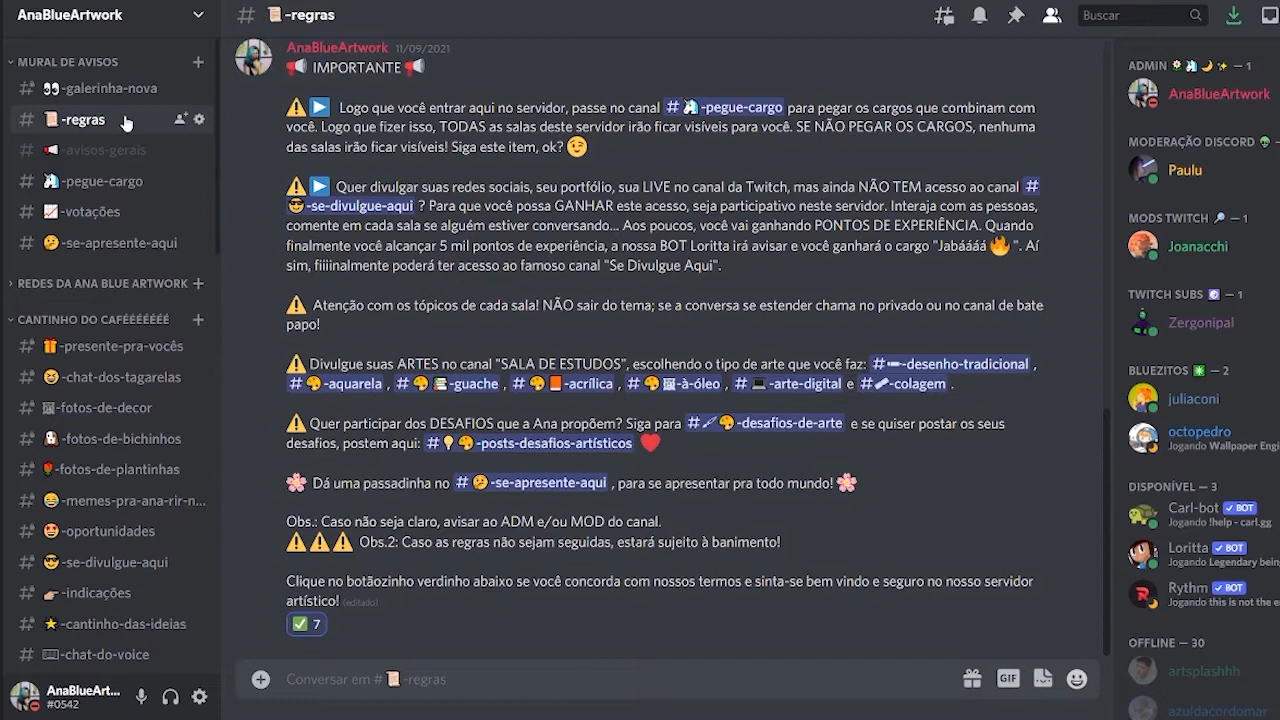 AnaBlueArtwork
MURAL DE AVISOS
-galerinha-nova
-regras
-avisos-gerais
-pegue-cargo
-votações
-se-apresente-aqui
REDES DA ANA BLUE ARTWORK
CANTINHO DO CAFÉÉÉÉÉÉ
-presente-pra-vocês
-chat-dos-tagarelas
-fotos-de-decor
-fotos-de-bichinhos
-fotos-de-plantinhas
-memes-pra-ana-rir-n...
-oportunidades
-se-divulgue-aqui
-indicações
-cantinho-das-ideias
-chat-do-voice
AnaBlueArt...
#0542
# -regras
Buscar
AnaBlueArtwork 11/09/2021
IMPORTANTE
Logo que você entrar aqui no servidor, passe no canal # -pegue-cargo para pegar os cargos que combinam com
você. Logo que fizer isso, TODAS as salas deste servidor irão ficar visíveis para você. SE NÃO PEGAR OS CARGOS, nenhuma
das salas irão ficar visíveis! Siga este item, ok?
Quer divulgar suas redes sociais, seu portfólio, sua LIVE no canal da Twitch, mas ainda NÃO TEM acesso ao canal #
-se-divulgue-aqui ? Para que você possa GANHAR este acesso, seja participativo neste servidor. Interaja com as pessoas,
comente em cada sala se alguém estiver conversando... Aos poucos, você vai ganhando PONTOS DE EXPERIÊNCIA. Quando
finalmente você alcançar 5 mil pontos de experiência, a nossa BOT Loritta irá avisar e você ganhará o cargo "Jabáááá ". Aí
sim, fiiiinalmente poderá ter acesso ao famoso canal "Se Divulgue Aqui".
Atenção com os tópicos de cada sala! NÃO sair do tema; se a conversa se estender chama no privado ou no canal de bate
papo!
Divulgue suas ARTES no canal "SALA DE ESTUDOS", escolhendo o tipo de arte que você faz: # -desenho-tradicional ,
# -aquarela , # -guache , # -acrílica , # -à-óleo , # -arte-digital e # -colagem .
Quer participar dos DESAFIOS que a Ana propõem? Siga para # -desafios-de-arte e se quiser postar os seus
desafios, postem aqui: # -posts-desafios-artísticos
Dá uma passadinha no # -se-apresente-aqui , para se apresentar pra todo mundo!
Obs.: Caso não seja claro, avisar ao ADM e/ou MOD do canal.
Obs.2: Caso as regras não sejam seguidas, estará sujeito à banimento!
Clique no botãozinho verdinho abaixo se você concorda com nossos termos e sinta-se bem vindo e seguro no nosso servidor
artístico! (editado)
7
Conversar em # -regras
GIF
ADMIN — 1
AnaBlueArtwork
MODERAÇÃO DISCORD –
Paulu
MODS TWITCH — 1
Joanacchi
TWITCH SUBS — 1
Zergonipal
BLUEZITOS — 2
juliaconi
octopedro
Jogando Wallpaper Engi
DISPONÍVEL — 3
Carl-bot BOT
Jogando !help - carl.gg
Loritta BOT
Jogando Legendary being
Rythm BOT
Jogando this is not the e
OFFLINE — 30
artsplashhh
azuldacordomar